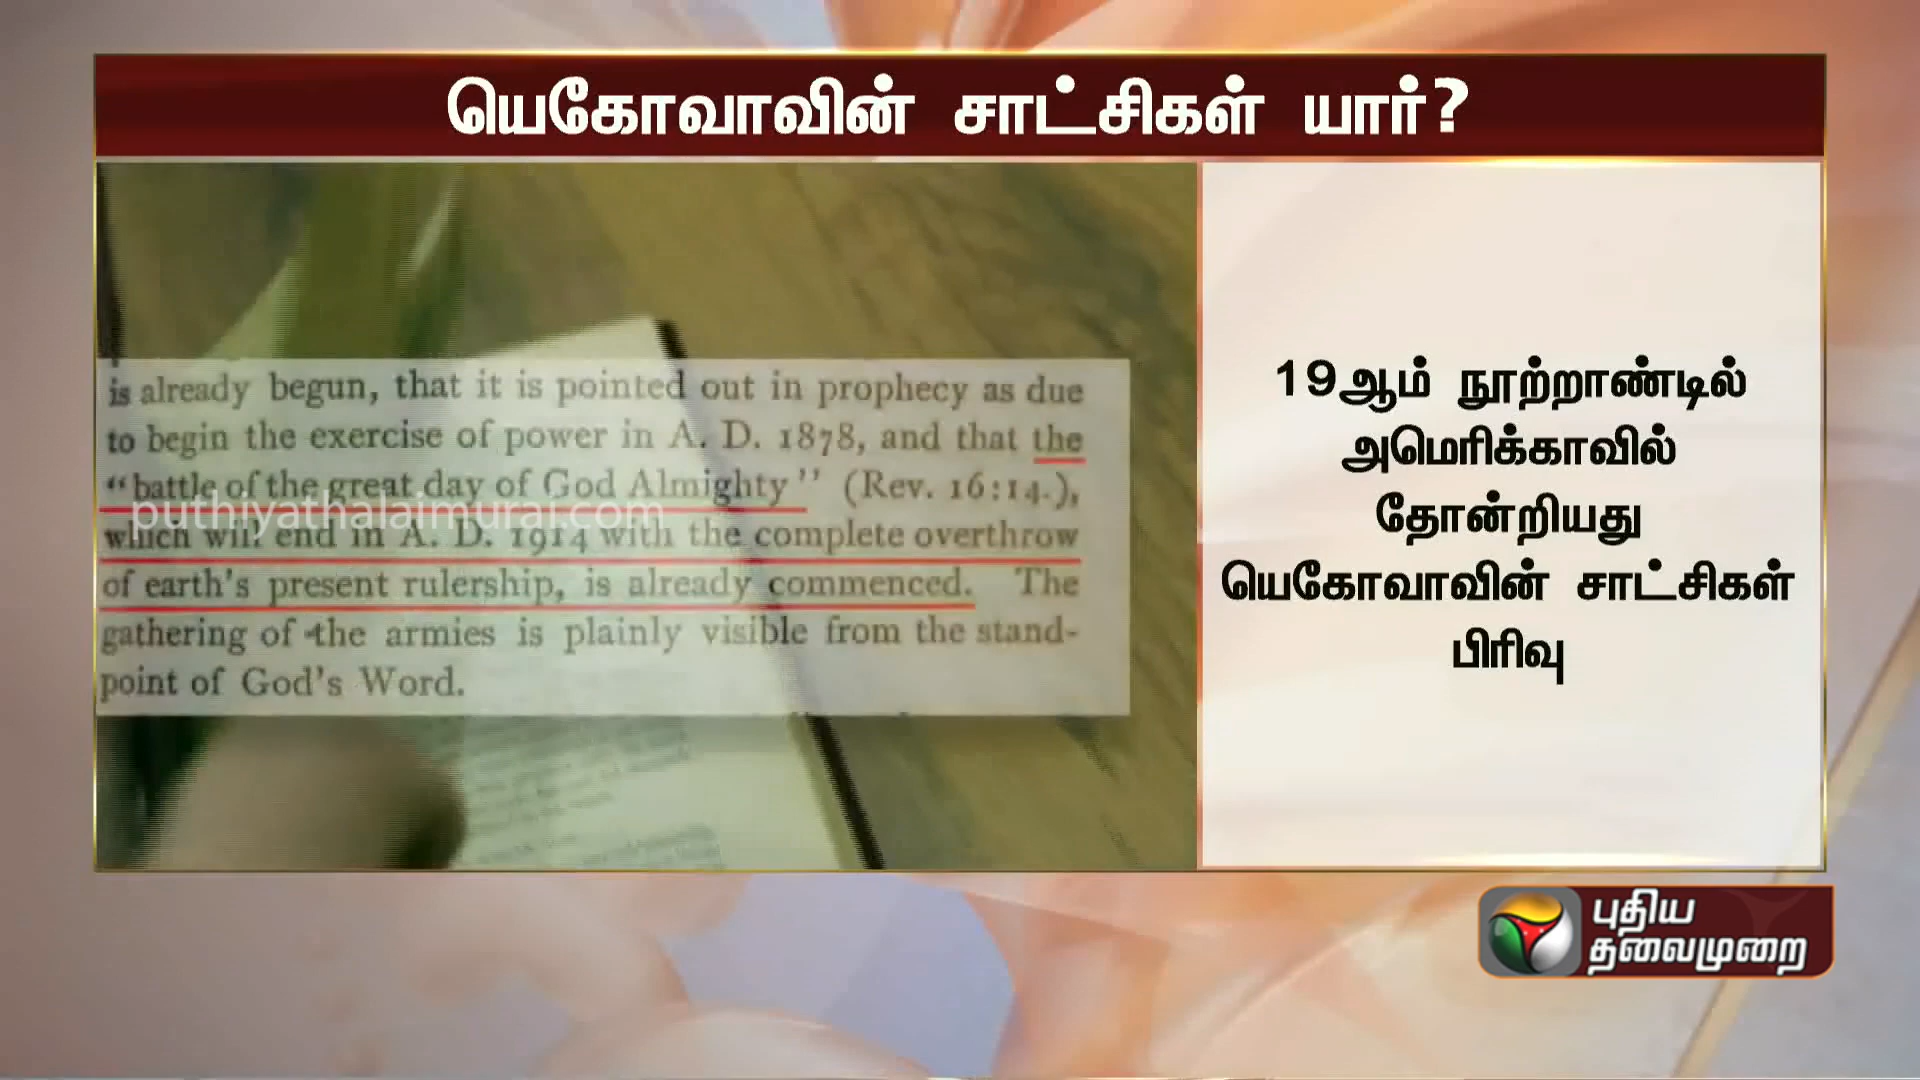 யெகோவாவின் சாட்சிகள் யார்?
is already begun, that it is pointed out in prophecy as due
to begin the exercise of power in A. D. 1878, and that the
“battle of the great day of God Almighty” (Rev. 16:14.),
puthiyathalaimurai.com
which will end in A. D. 1914 with the complete overthrow
of earth's present rulership, is already commenced. The
gathering of the armies is plainly visible from the stand-
point of God's Word.
19ஆம் நூற்றாண்டில்
அமெரிக்காவில்
தோன்றியது
யெகோவாவின் சாட்சிகள்
பிரிவு
புதிய
தலைமுறை